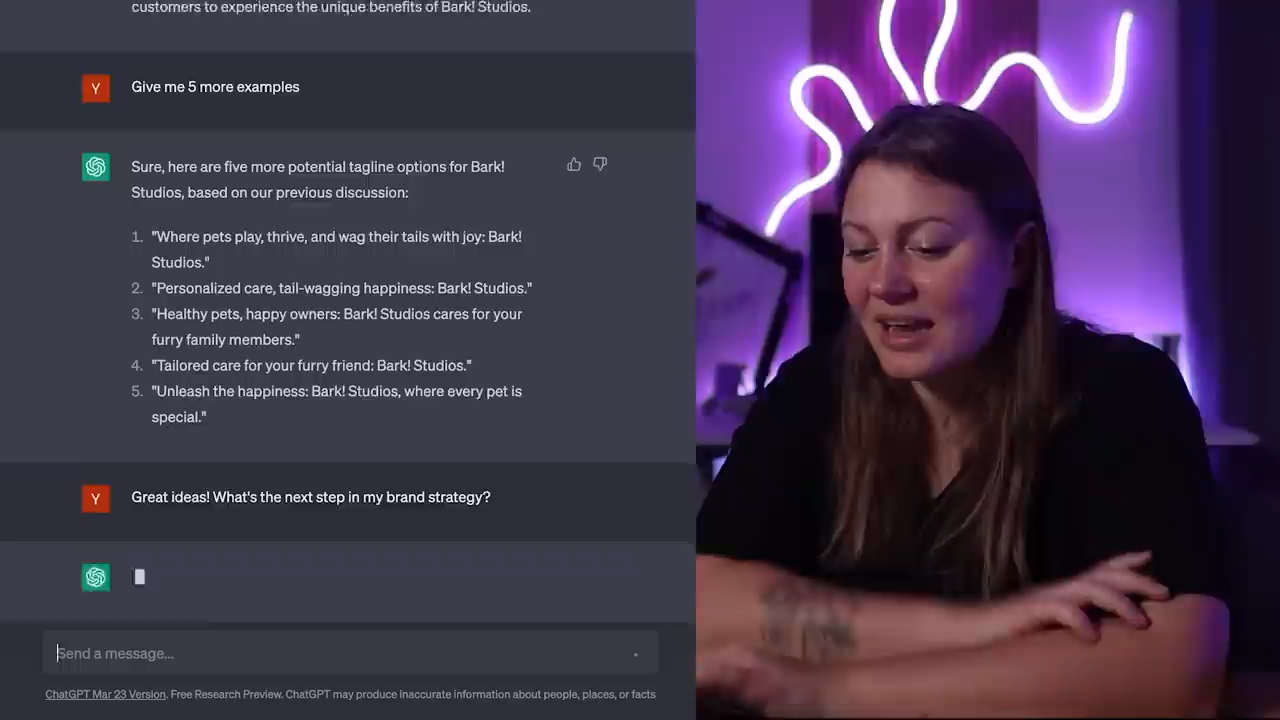 customers to experience the unique benefits of Bark! Studios.
Y
Give me 5 more examples
Sure, here are five more potential tagline options for Bark!
Studios, based on our previous discussion:
1. "Where pets play, thrive, and wag their tails with joy: Bark!
Studios."
2. "Personalized care, tail-wagging happiness: Bark! Studios."
3. "Healthy pets, happy owners: Bark! Studios cares for your
furry family members."
4. "Tailored care for your furry friend: Bark! Studios."
5. "Unleash the happiness: Bark! Studios, where every pet is
special."
Y
Great ideas! What's the next step in my brand strategy?
Send a message...
ChatGPT Mar 23 Version. Free Research Preview. ChatGPT may produce inaccurate information about people, places, or facts